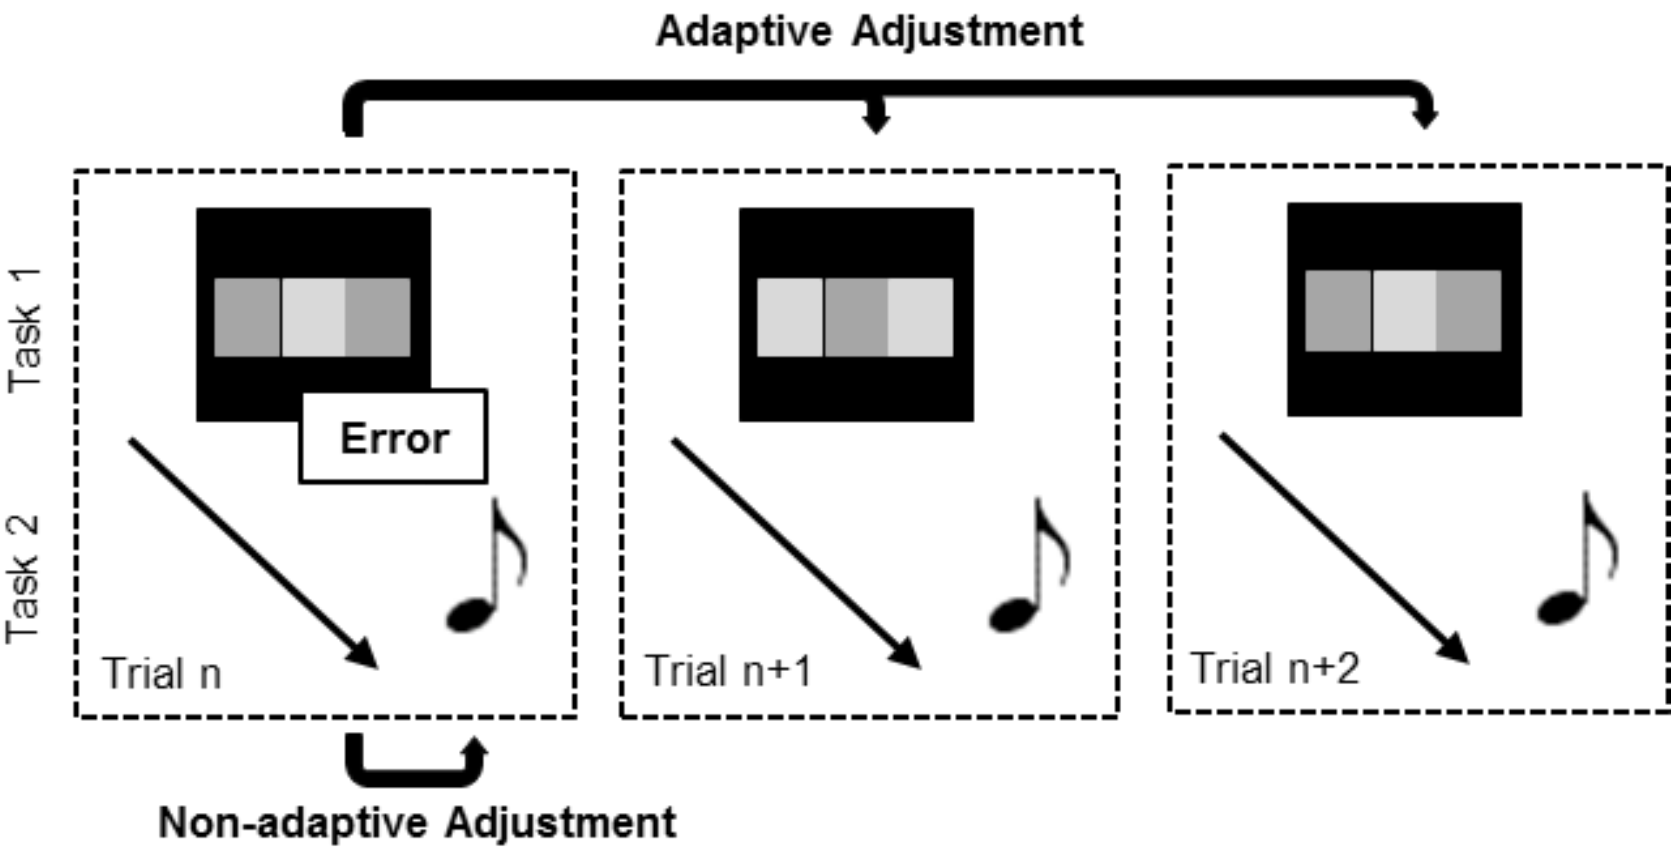 Adaptive Adjustment
Task 1
Error
Task 2
Trial n
Trial n+1
Trial n+2
Non-adaptive Adjustment